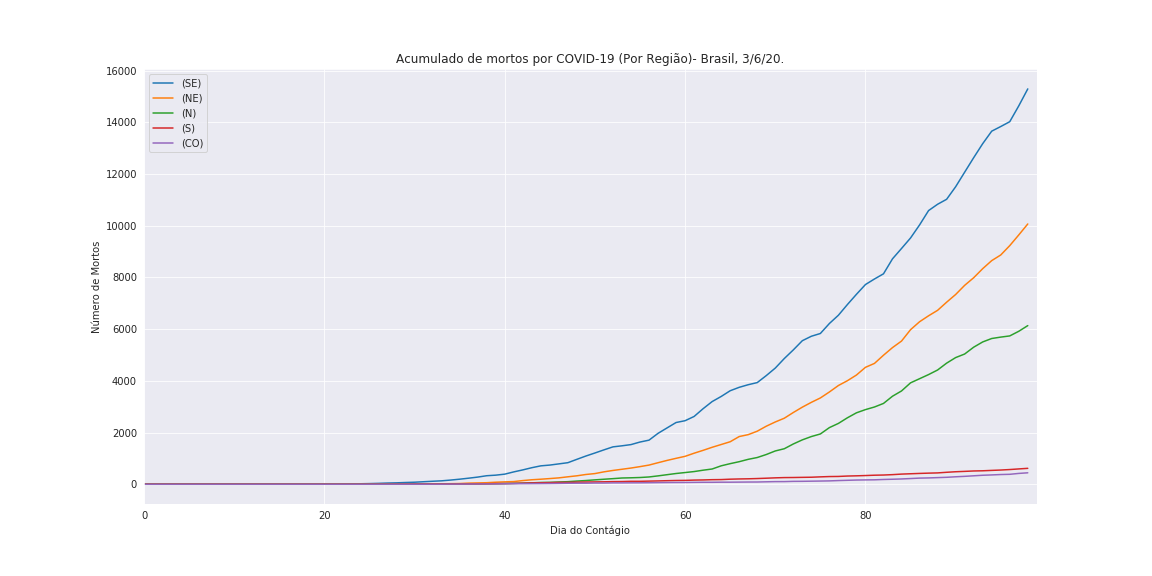 Acumulado de mortos por COVID-19 (Por Região)- Brasil, 3/6/20.
16000
14000
12000
10000
8000
6000
4000
2000
0
Número de Mortos
(SE)
(NE)
(N)
(S)
(CO)
0 20 40 60 80
Dia do Contágio